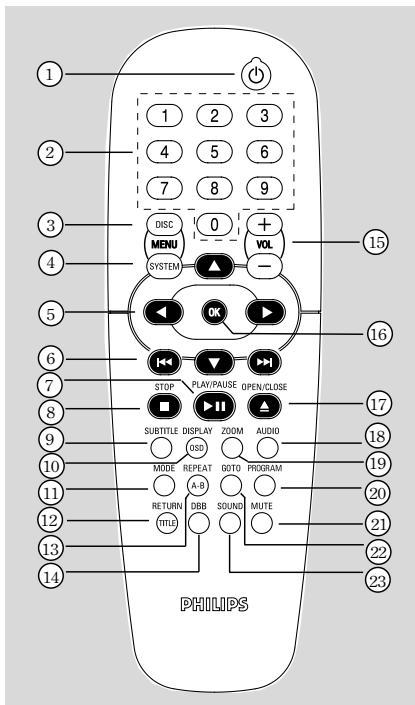 1
1 2 3
2
4 5 6
7 8 9
3
DISC
0
+
MENU
VOL
15
4
SYSTEM
−
5
OK
16
6
7
STOP
PLAY/PAUSE
OPEN/CLOSE
8
17
9
SUBTITLE DISPLAY ZOOM AUDIO
18
10
OSD
19
MODE REPEAT GOTO PROGRAM
11
A-B
20
RETURN DBB SOUND MUTE
12
TITLE
21
13
22
14
23
PHILIPS